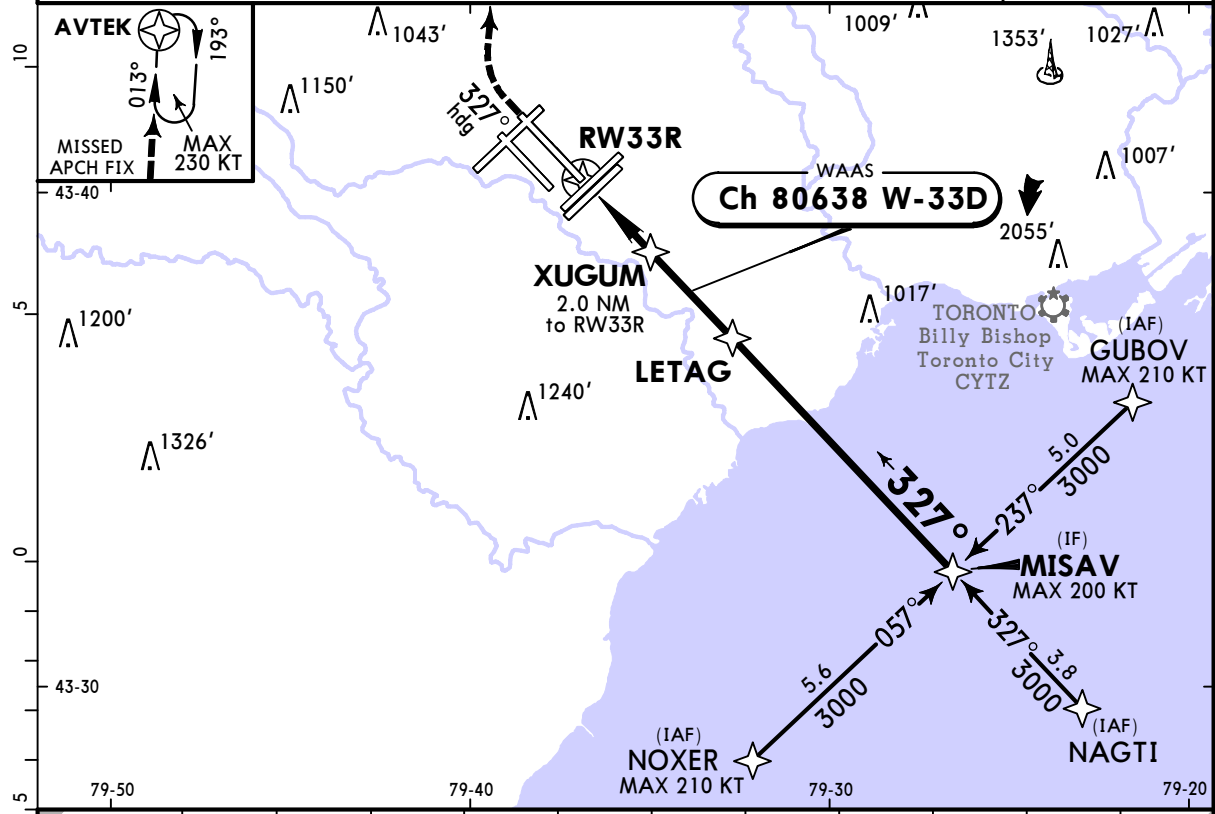 AVTEK
193°
013°
MISSED
APCH FIX
MAX
230 KT
1043'
1009'
1353'
1027'
1150'
327°
hdg
RW33R
1007'
WAAS
Ch 80638 W-33D
2055'
XUGUM
2.0 NM
to RW33R
1017'
TORONTO
Billy Bishop
Toronto City
CYTZ
(IAF)
GUBOV
MAX 210 KT
1200'
LETAG
1240'
1326'
5.0
3000
237°
327°
(IF)
MISAV
MAX 200 KT
057°
5.6
3000
327°
3.8
3000
(IAF)
NAGTI
(IAF)
NOXER
MAX 210 KT
10
43-40
5
0
43-30
5
79-50
79-40
79-30
79-20